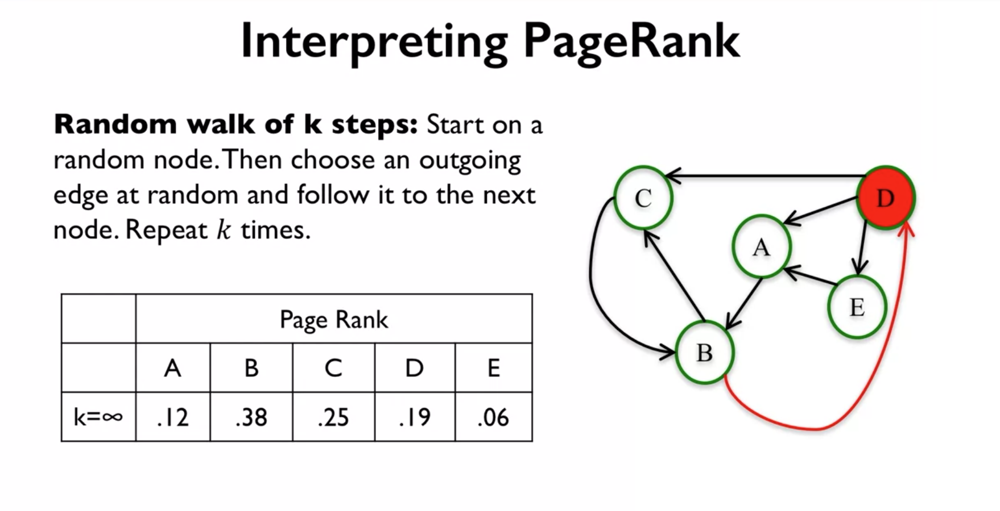 Interpreting PageRank
Random walk of k steps: Start on a
random node. Then choose an outgoing
edge at random and follow it to the next
node. Repeat k times.
Page Rank
A B C D E
k=∞ .12 .38 .25 .19 .06
C
D
A
E
B